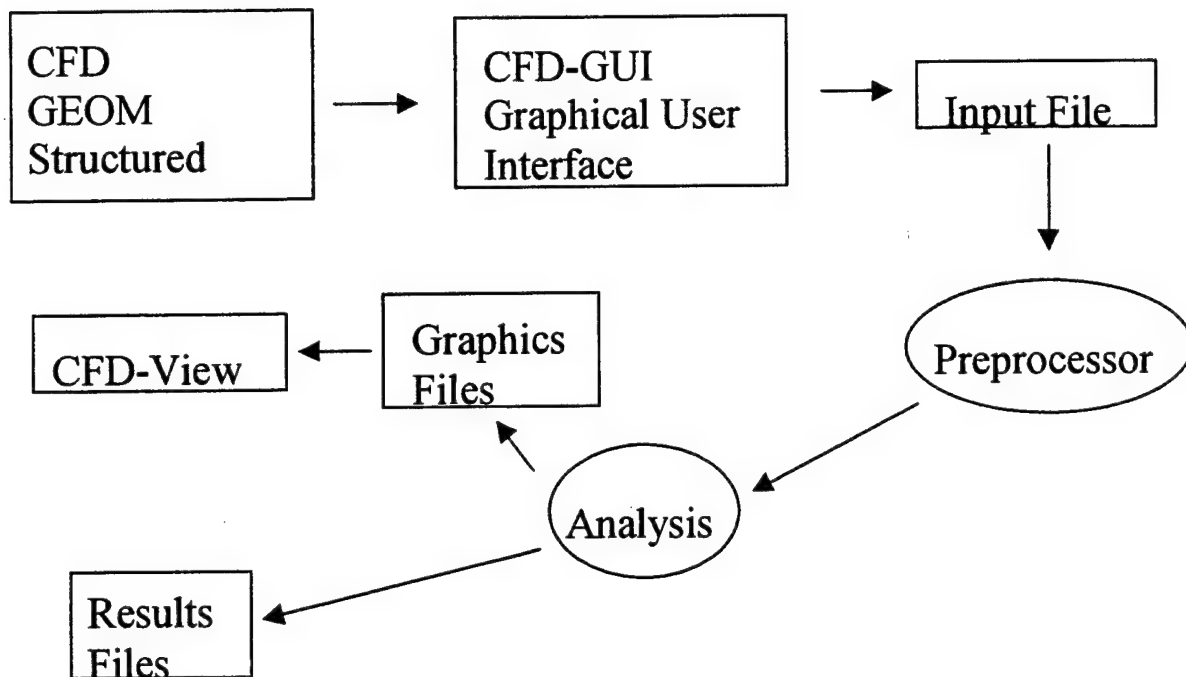 CFD
GEOM
Structured
CFD-GUI
Graphical User
Interface
Input File
Preprocessor
Analysis
Graphics
Files
CFD-View
Results
Files